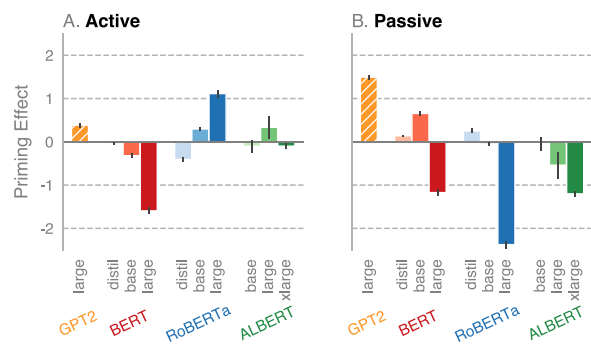 A. Active
B. Passive
Priming Effect
2
1
0
-1
-2
large
distil
base
large
distil
base
large
base
large
xlarge
GPT2
BERT
RoBERTa
ALBERT
large
distil
base
large
distil
base
large
base
large
xlarge
GPT2
BERT
RoBERTa
ALBERT